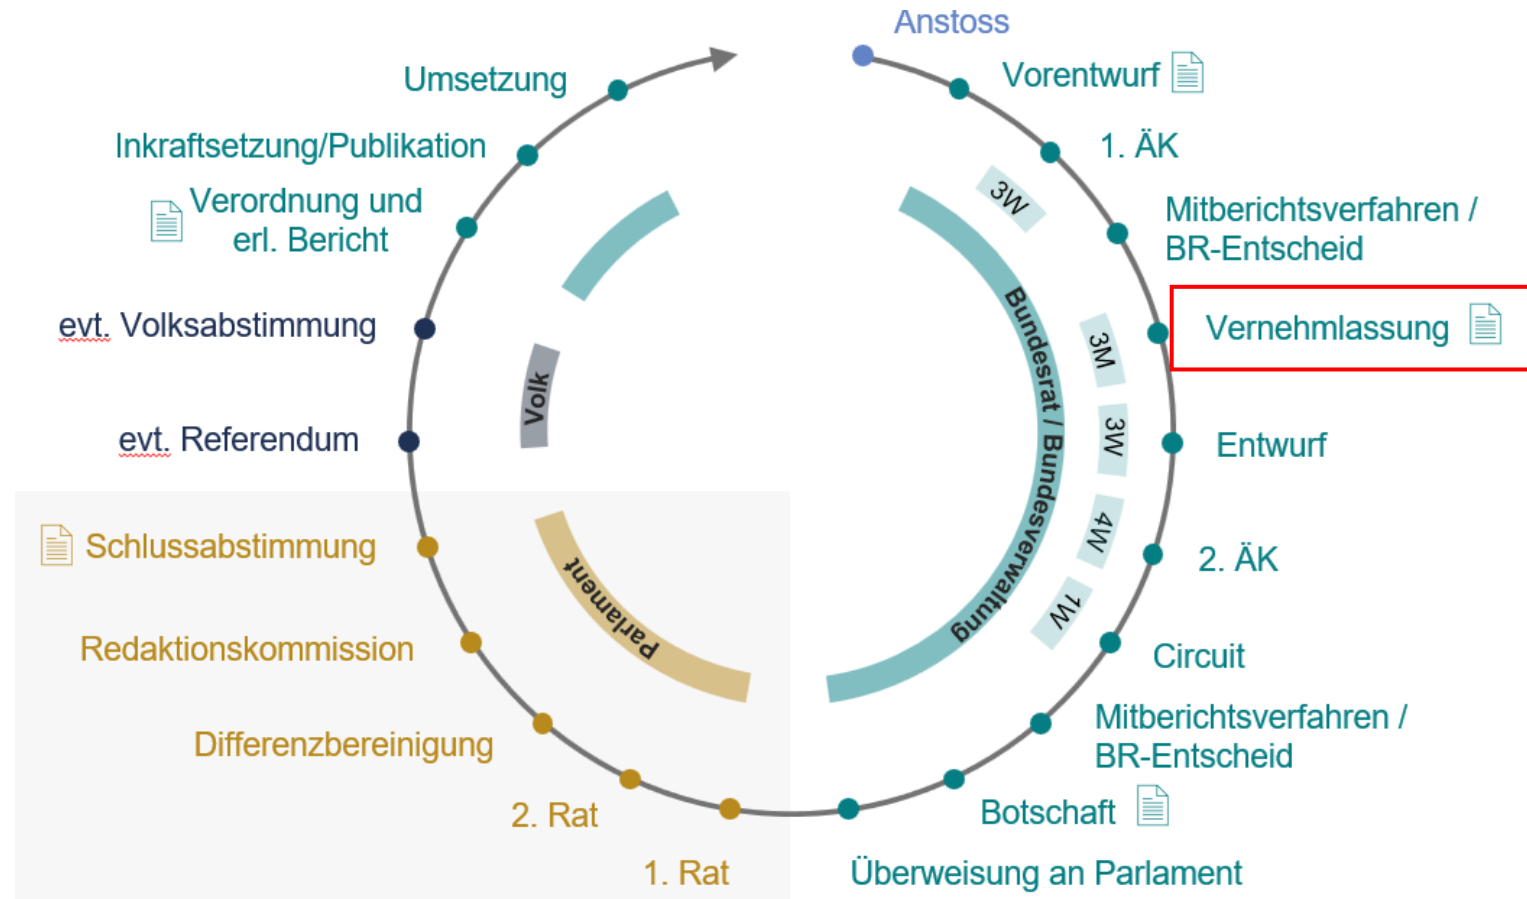 Anstoss
Vorentwurf
1. ÄK
3W
Mitberichtsverfahren /
BR-Entscheid
Vernehmlassung
3M
Entwurf
3W
2. ÄK
4W
Circuit
1W
Mitberichtsverfahren /
BR-Entscheid
Botschaft
Überweisung an Parlament
Bundesrat / Bundesverwaltung
1. Rat
2. Rat
Differenzbereinigung
Redaktionskommission
Schlussabstimmung
Parlament
evt. Referendum
evt. Volksabstimmung
Volk
Verordnung und
erl. Bericht
Inkraftsetzung/Publikation
Umsetzung